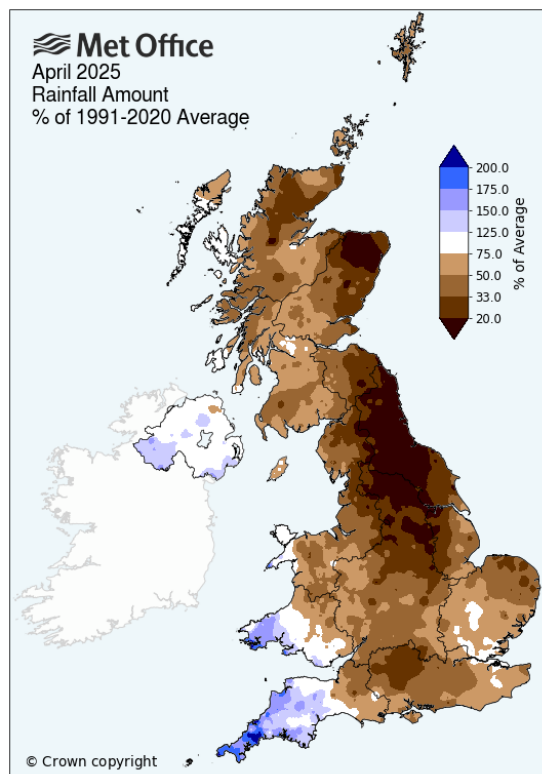 Met Office
April 2025
Rainfall Amount
% of 1991-2020 Average
200.0
175.0
150.0
125.0
75.0
50.0
33.0
20.0
% of Average
© Crown copyright